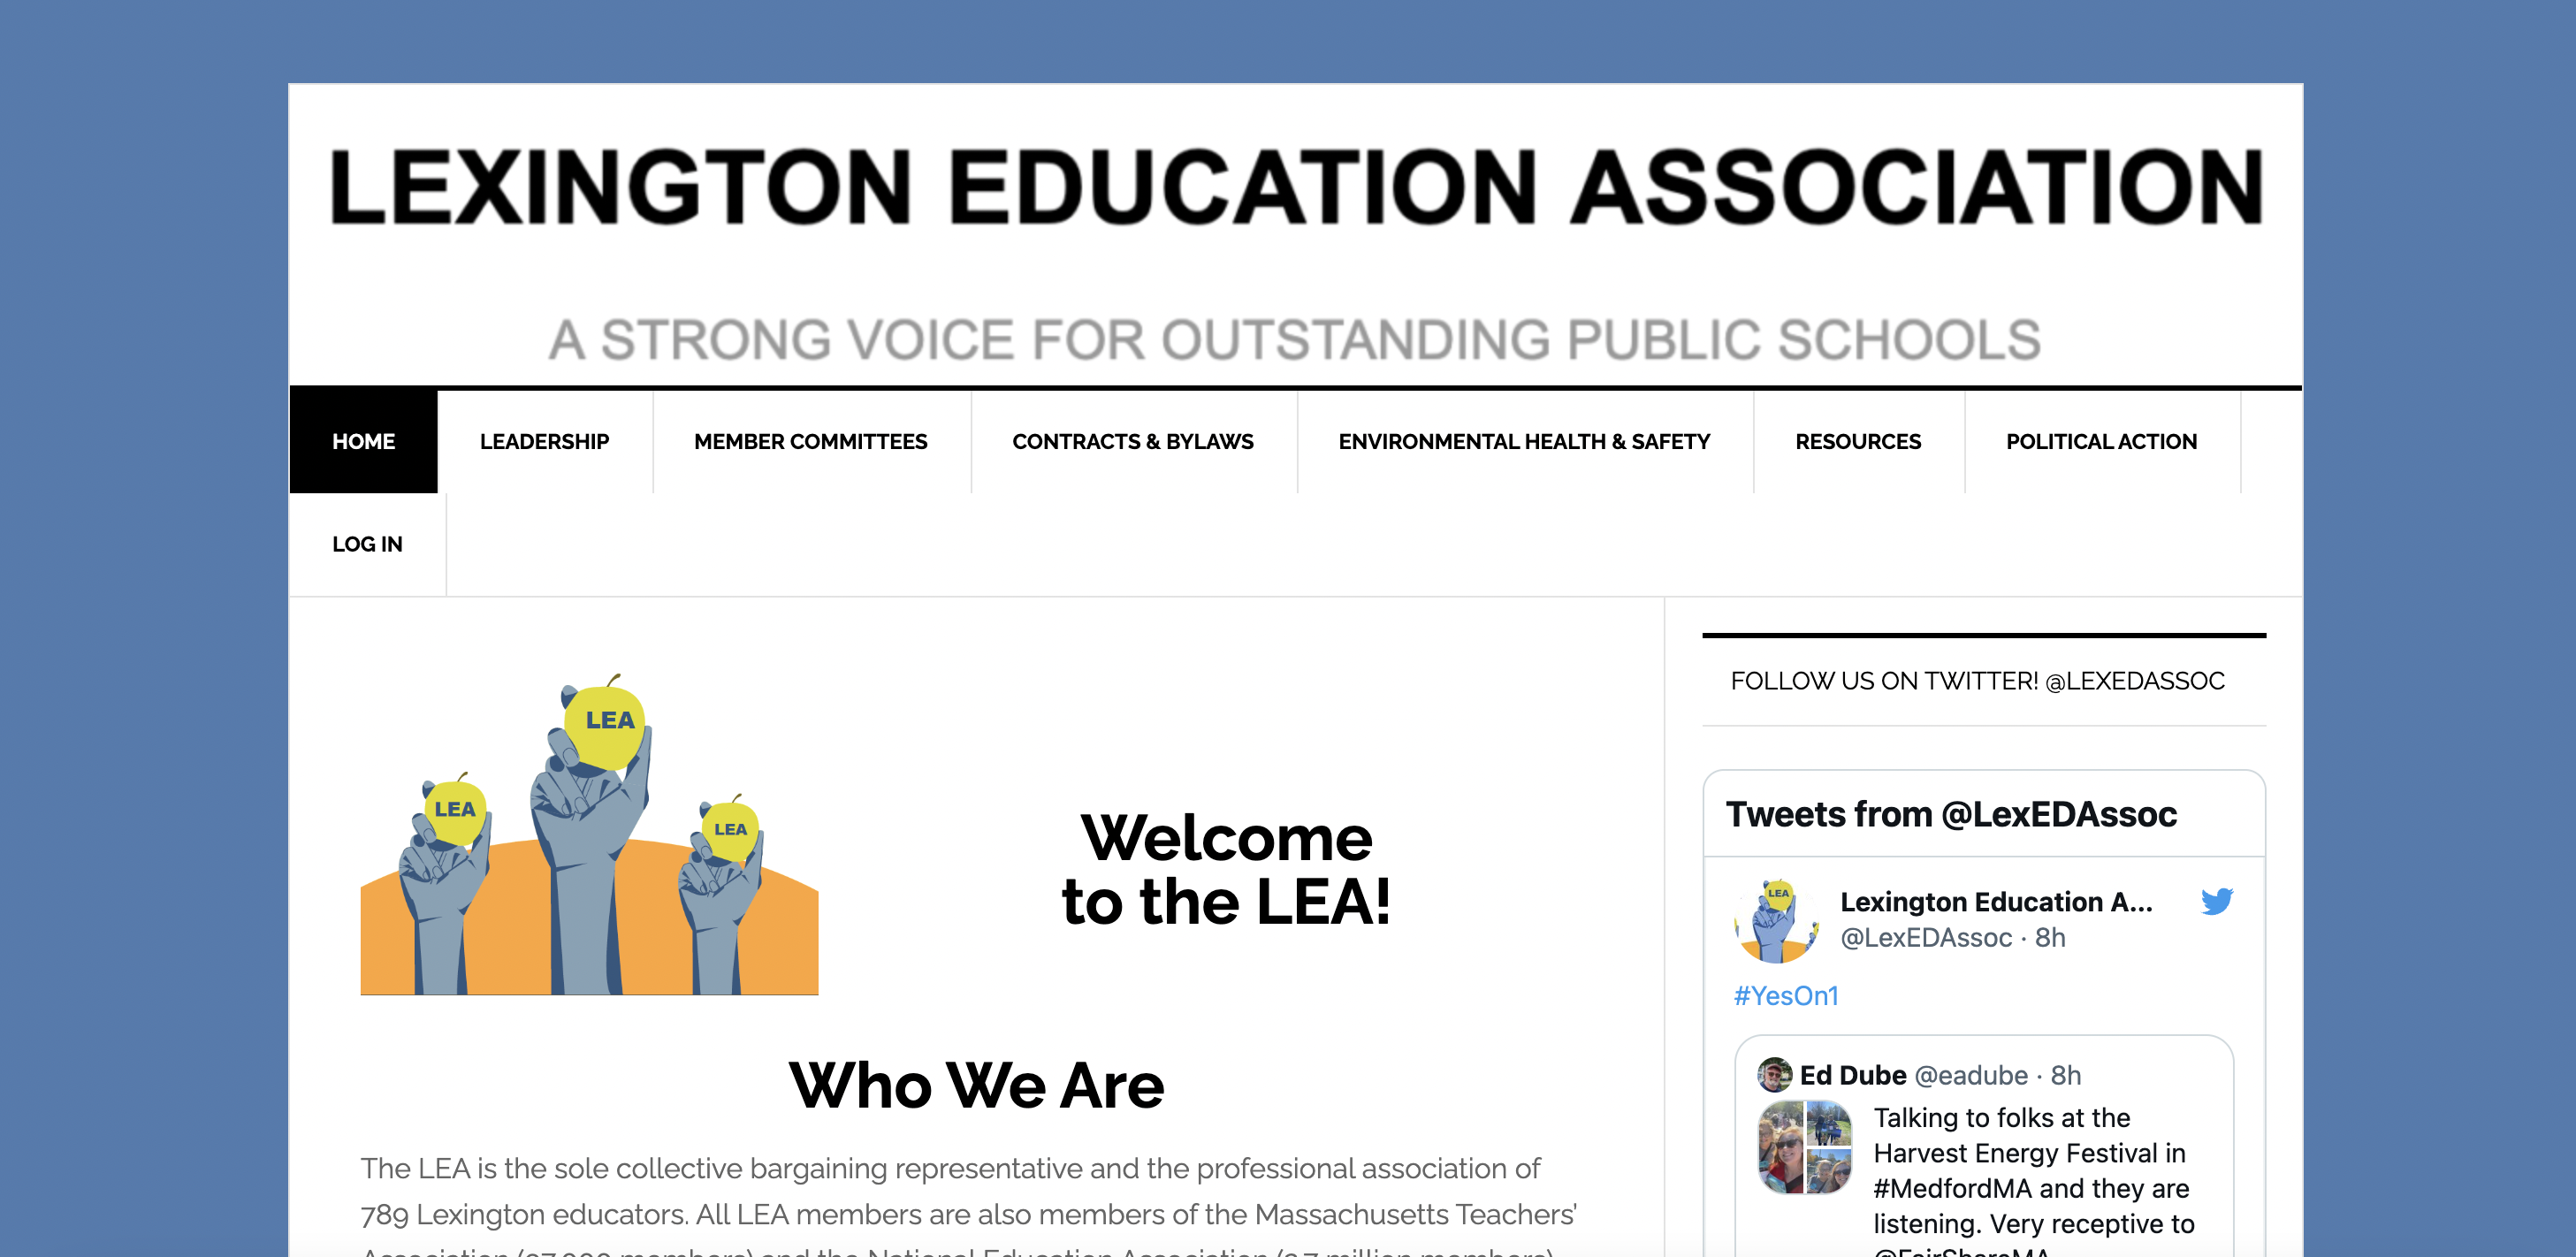 LEXINGTON EDUCATION ASSOCIATION
A STRONG VOICE FOR OUTSTANDING PUBLIC SCHOOLS
HOME LEADERSHIP MEMBER COMMITTEES CONTRACTS & BYLAWS ENVIRONMENTAL HEALTH & SAFETY RESOURCES POLITICAL ACTION
LOG IN
LEA
LEA
LEA
Welcome
to the LEA!
Who We Are
The LEA is the sole collective bargaining representative and the professional association of
789 Lexington educators. All LEA members are also members of the Massachusetts Teachers’
FOLLOW US ON TWITTER! @LEXEDASSOC
Tweets from @LexEDAssoc
LEA
Lexington Education A...
@LexEDAssoc · 8h
#YesOn1
Ed Dube @eadube · 8h
Talking to folks at the
Harvest Energy Festival in
#MedfordMA and they are
listening. Very receptive to